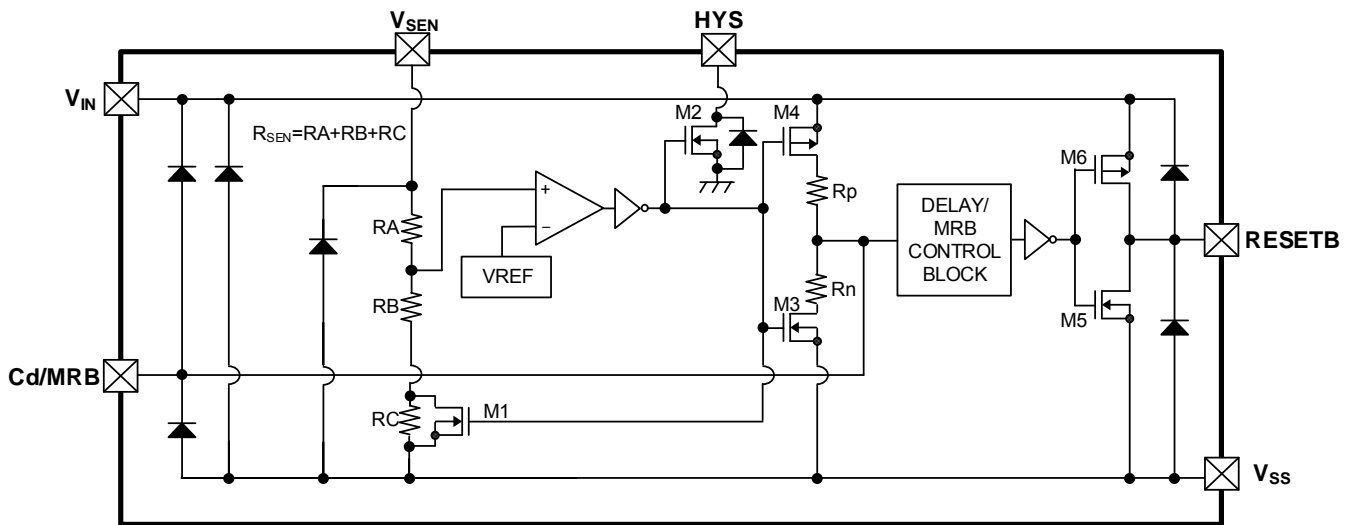 VSEN
HYS
VIN
M2
M4
RSEN=RA+RB+RC
M6
+
Rp
RA
DELAY/
MRB
CONTROL
BLOCK
−
RESETB
VREF
Rn
RB
M3
M5
Cd/MRB
RC
M1
VSS